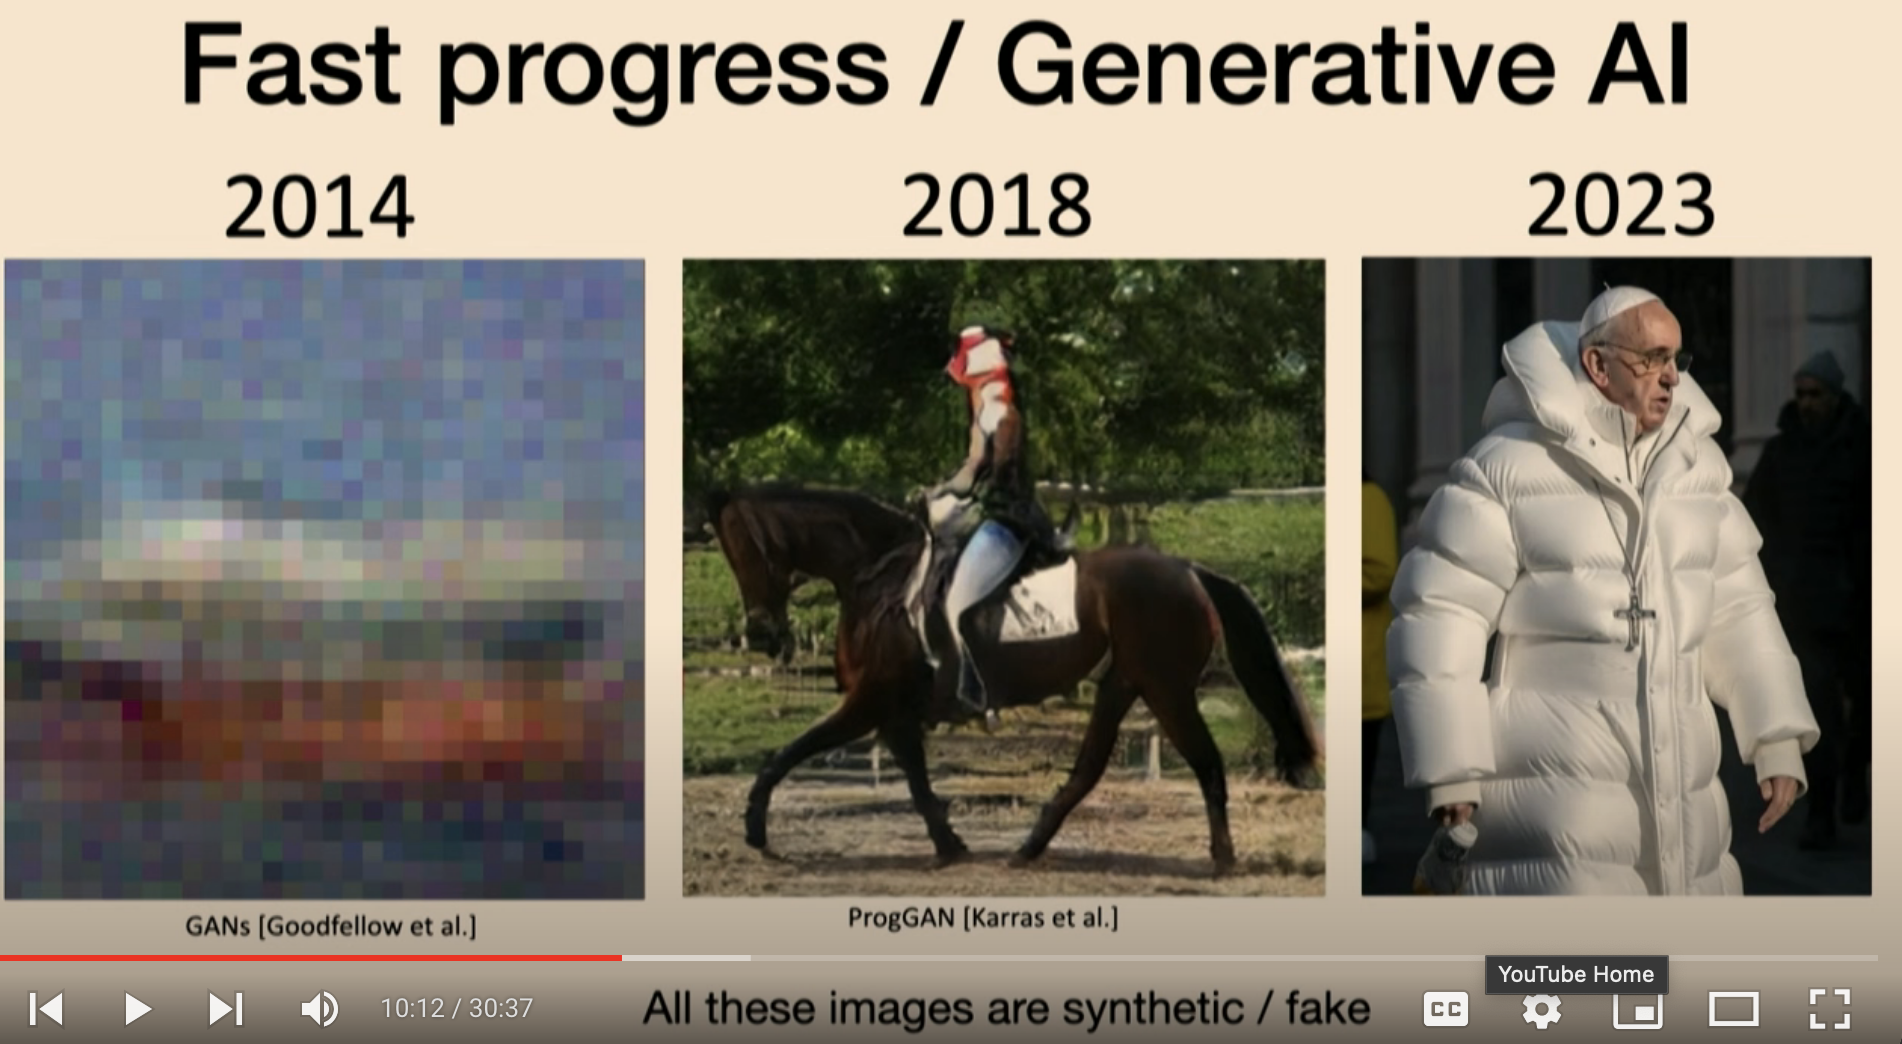 Fast progress / Generative AI
2014
2018
2023
GANs [Goodfellow et al.]
ProgGAN [Karras et al.]
YouTube Home
10:12 / 30:37
All these images are synthetic / fake
CC